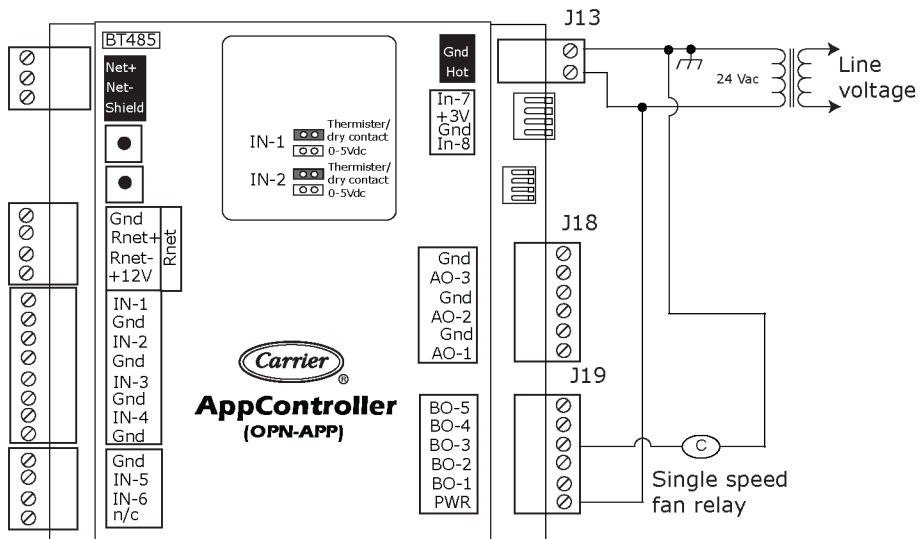 BT485
Net+
Net-
Shield
Gnd
Rnet+
Rnet-
+12V
Rnet
IN-1
Gnd
IN-2
Gnd
IN-3
Gnd
IN-4
Gnd
Gnd
IN-5
IN-6
n/c
IN-1
Thermister/
dry contact
0-5Vdc
IN-2
Thermister/
dry contact
0-5Vdc
Carrier
®
AppController
(OPN-APP)
Gnd
Hot
In-7
+3V
Gnd
In-8
Gnd
AO-3
Gnd
AO-2
Gnd
AO-1
BO-5
BO-4
BO-3
BO-2
BO-1
PWR
J13
J18
J19
24 Vac
Line
voltage
C
Single speed
fan relay